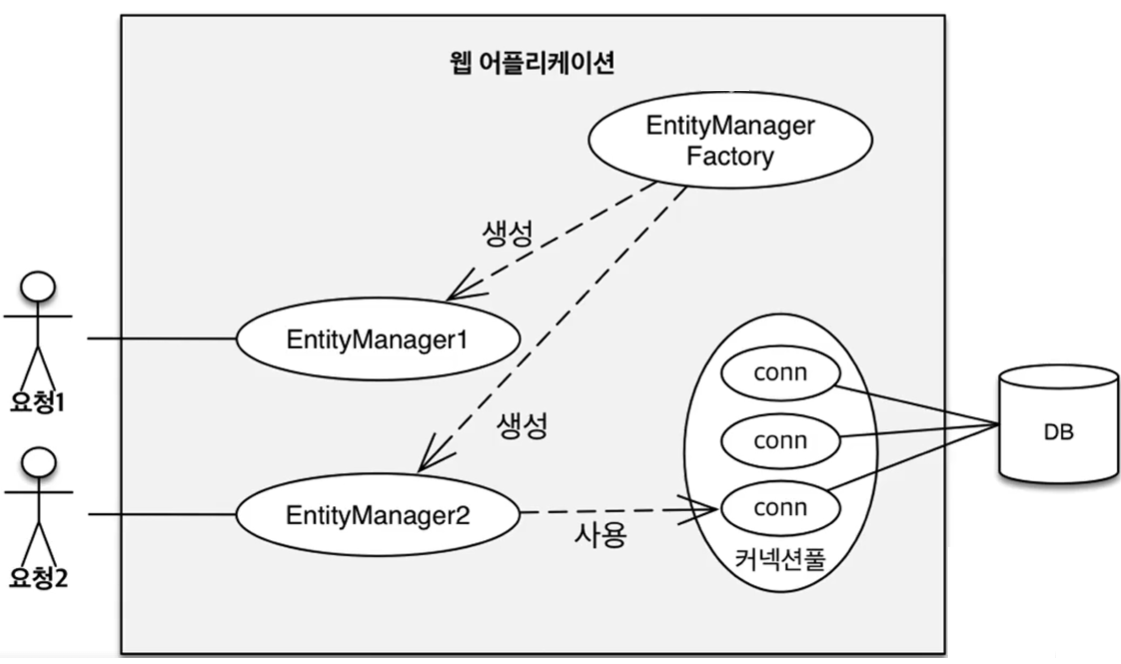 웹 어플리케이션
EntityManager
Factory
생성
EntityManager1
요청1
생성
EntityManager2
요청2
사용
conn
conn
conn
커넥션풀
DB